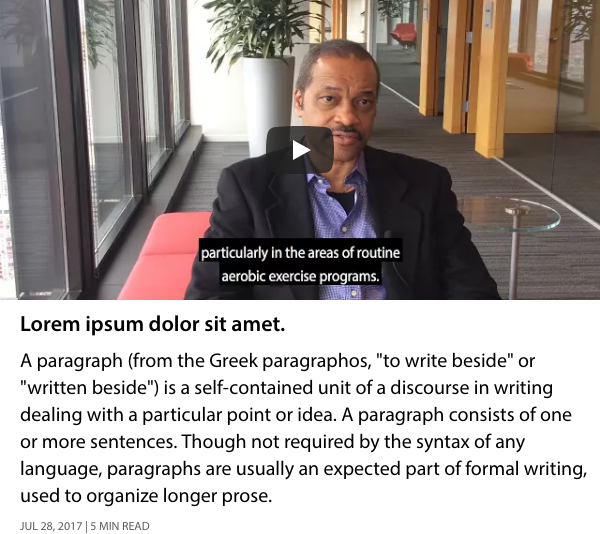 particularly in the areas of routine
aerobic exercise programs.
Lorem ipsum dolor sit amet.
A paragraph (from the Greek paragraphos, "to write beside" or
"written beside") is a self-contained unit of a discourse in writing
dealing with a particular point or idea. A paragraph consists of one
or more sentences. Though not required by the syntax of any
language, paragraphs are usually an expected part of formal writing,
used to organize longer prose.
JUL 28, 2017 | 5 MIN READ